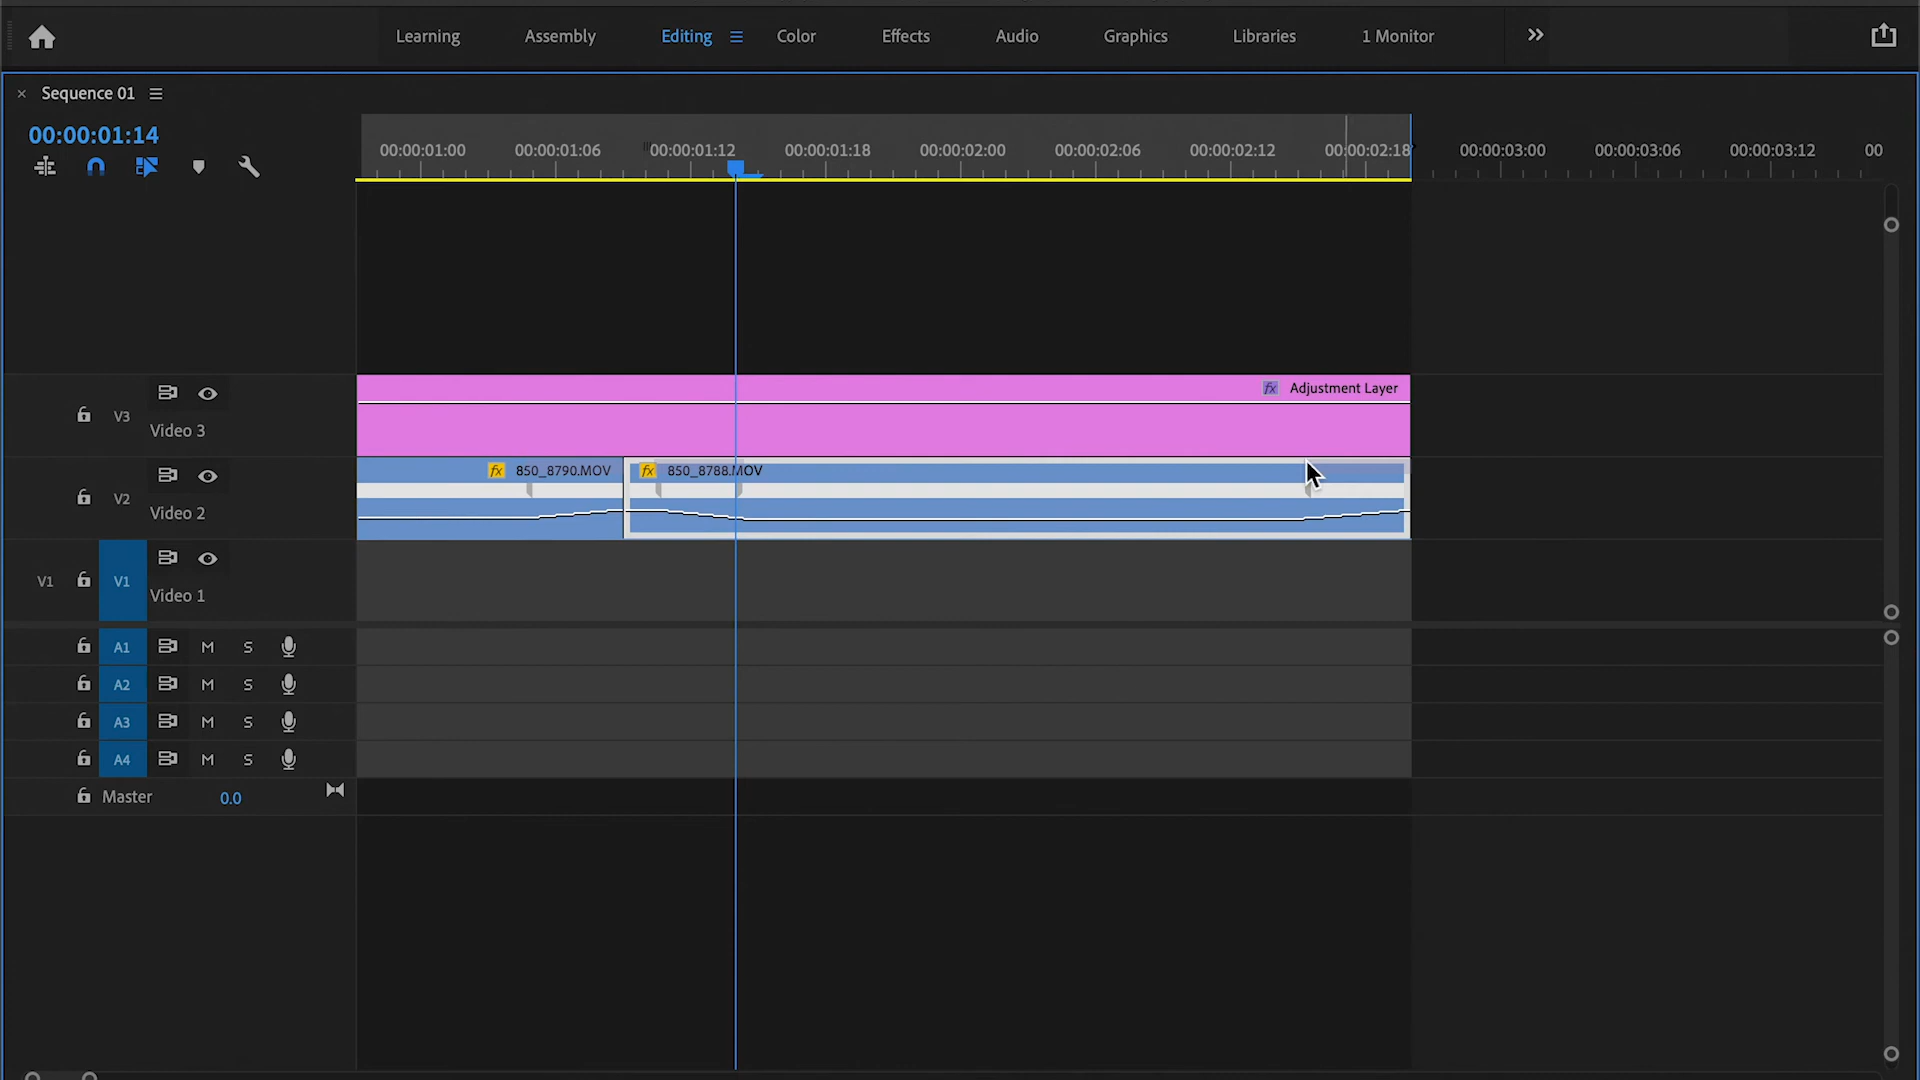 Learning Assembly Editing Color Effects Audio Graphics Libraries 1 Monitor
Sequence 01
00:00:01:14
00:00:01:00 00:00:01:06 00:00:01:12 00:00:01:18 00:00:02:00 00:00:02:06 00:00:02:12 00:00:02:18 00:00:03:00 00:00:03:06 00:00:03:12 00
fx Adjustment Layer
V3 Video 3
fx 850_8790.MOV fx 850_8788.MOV
V2 Video 2
V1 V1 Video 1
A1 M S
A2 M S
A3 M S
A4 M S
Master 0.0